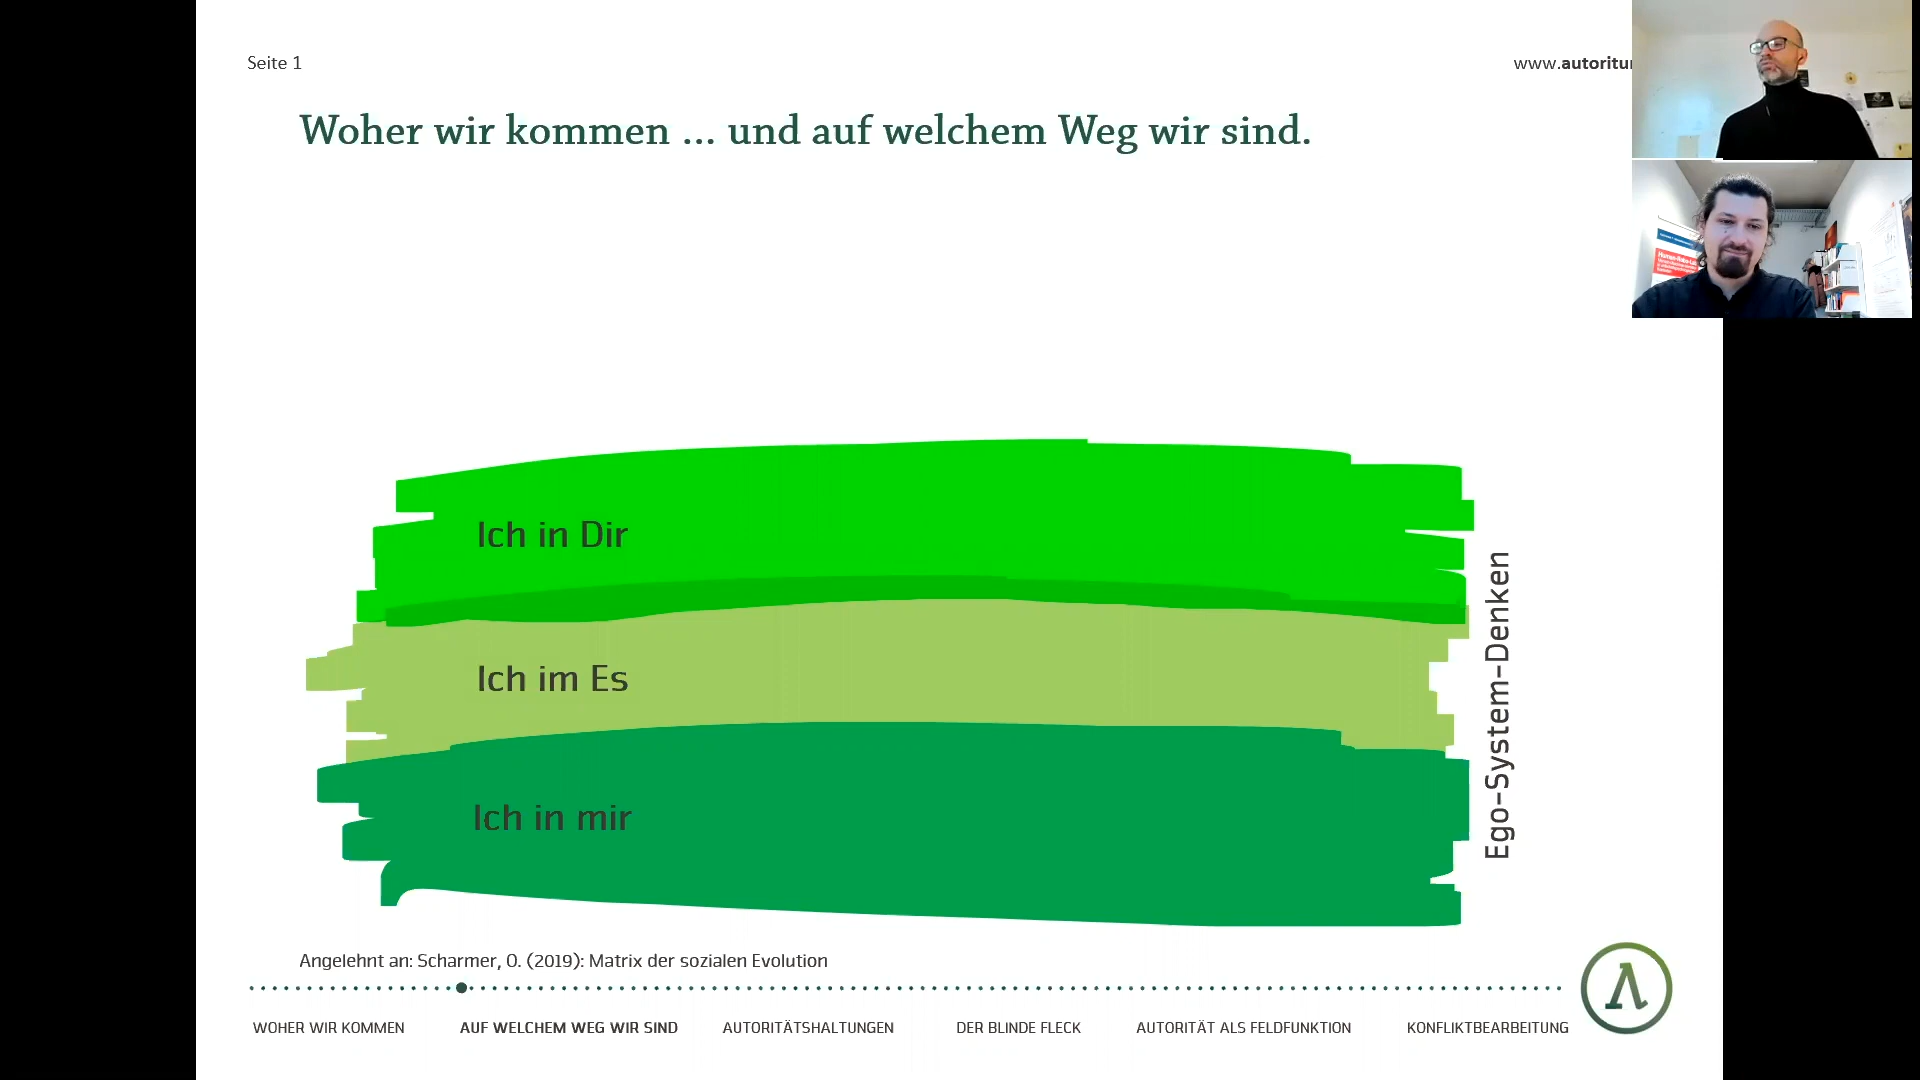 Seite 1
www.autoritu
Woher wir kommen ... und auf welchem Weg wir sind.
Ich in Dir
Ich im Es
Ich in mir
Ego-System-Denken
Angelehnt an: Scharmer, O. (2019): Matrix der sozialen Evolution
WOHER WIR KOMMEN
AUF WELCHEM WEG WIR SIND
AUTORITÄTSHALTUNGEN
DER BLINDE FLECK
AUTORITÄT ALS FELDFUNKTION
KONFLIKTBEARBEITUNG